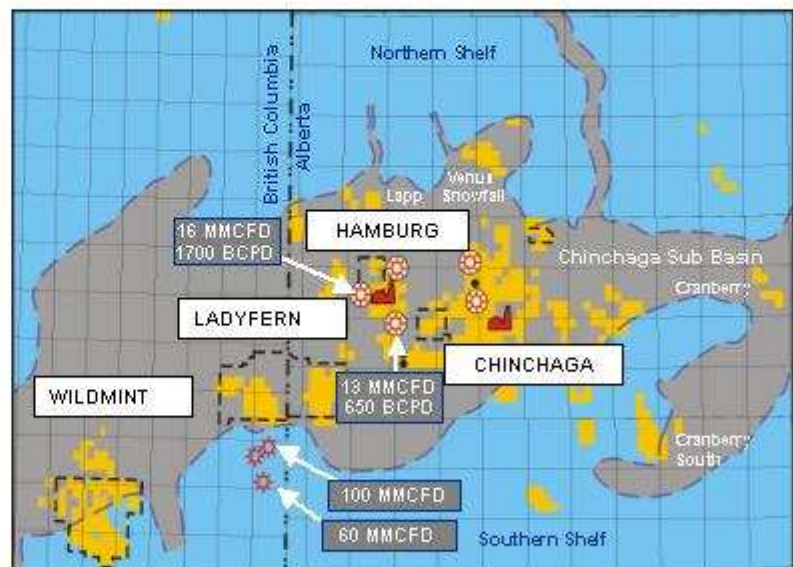 Northern Shelf
British Columbia
Alberta
Venus
Lapp
Snowfall
16 MMCFD
1700 BCPD
HAMBURG
Chinchaga Sub Basin
Cranberry
LADYFERN
CHINCHAGA
13 MMCFD
650 BCPD
WILDMINT
Cranberry
South
100 MMCFD
60 MMCFD
Southern Shelf